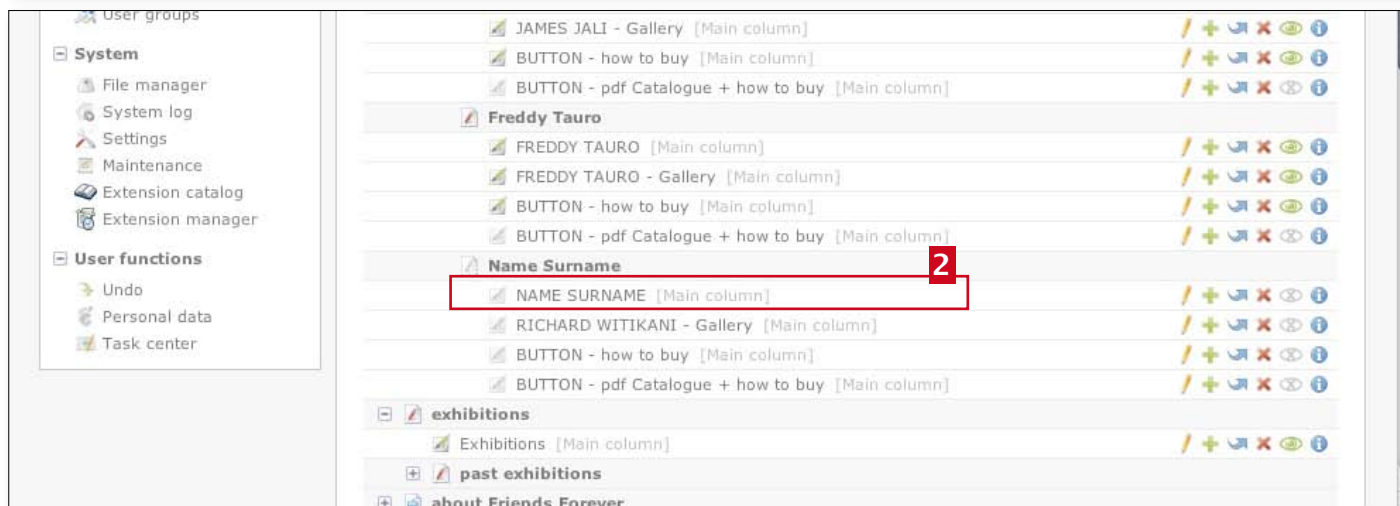 User groups
System
File manager
System log
Settings
Maintenance
Extension catalog
Extension manager
User functions
Undo
Personal data
Task center
JAMES JALI - Gallery [Main column]
BUTTON - how to buy [Main column]
BUTTON - pdf Catalogue + how to buy [Main column]
Freddy Tauro
FREDDY TAURO [Main column]
FREDDY TAURO - Gallery [Main column]
BUTTON - how to buy [Main column]
BUTTON - pdf Catalogue + how to buy [Main column]
Name Surname
2
NAME SURNAME [Main column]
RICHARD WITIKANI - Gallery [Main column]
BUTTON - how to buy [Main column]
BUTTON - pdf Catalogue + how to buy [Main column]
exhibitions
Exhibitions [Main column]
past exhibitions
about Friends Forever